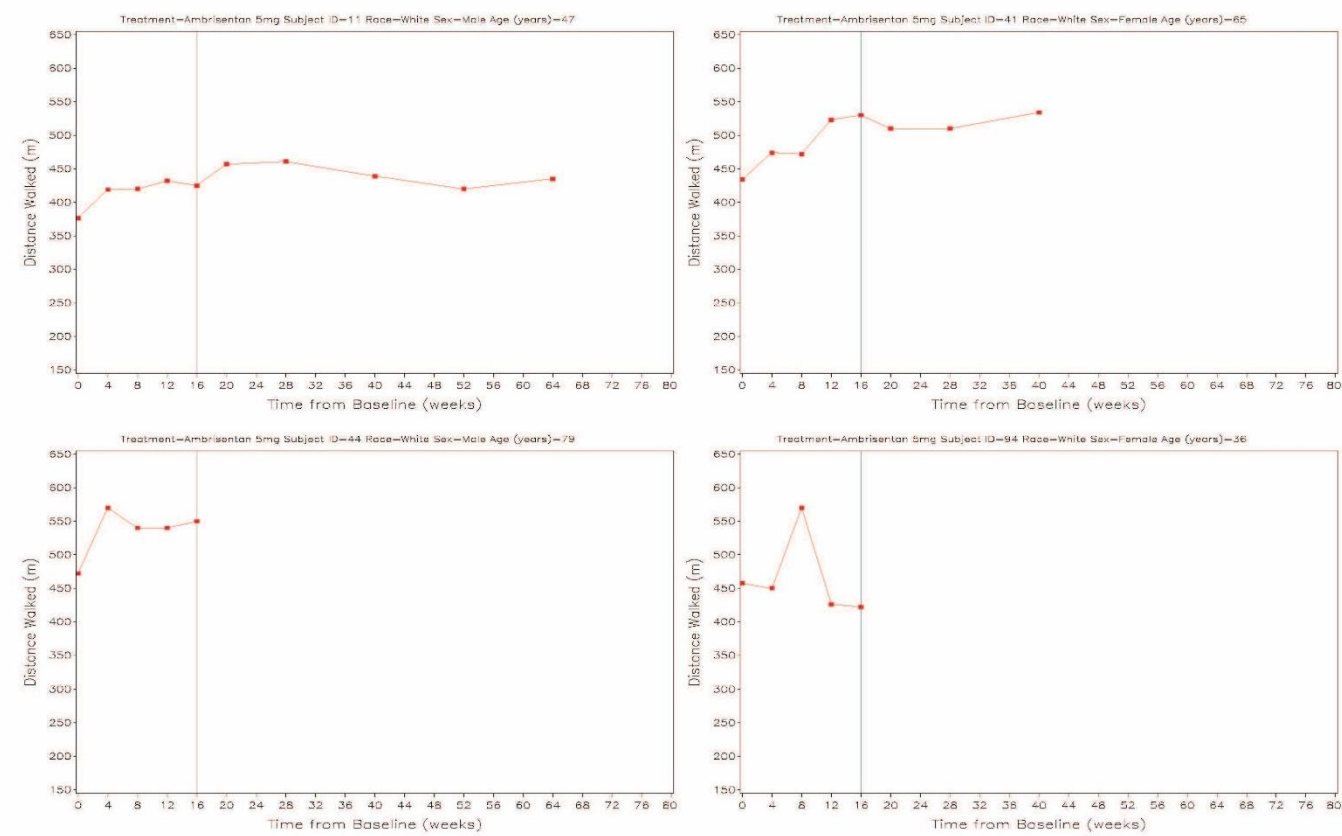 Treatment-Ambrisentan 5mg Subject ID-11 Race-White Sex-Male Age (years)-47
650
600
550
500
450
400
350
300
250
200
150
Distance Walked (m)
0 4 8 12 16 20 24 28 32 36 40 44 48 52 56 60 64 68 72 76 80
Time from Baseline (weeks)
Treatment-Ambrisentan 5mg Subject ID-41 Race-White Sex-Female Age (years)-65
650
600
550
500
450
400
350
300
250
200
150
Distance Walked (m)
0 4 8 12 16 20 24 28 32 36 40 44 48 52 56 60 64 68 72 76 80
Time from Baseline (weeks)
Treatment-Ambrisentan 5mg Subject ID-44 Race-White Sex-Male Age (years)-79
650
600
550
500
450
400
350
300
250
200
150
Distance Walked (m)
0 4 8 12 16 20 24 28 32 36 40 44 48 52 56 60 64 68 72 76 80
Time from Baseline (weeks)
Treatment-Ambrisentan 5mg Subject ID-94 Race-White Sex-Female Age (years)-36
650
600
550
500
450
400
350
300
250
200
150
Distance Walked (m)
0 4 8 12 16 20 24 28 32 36 40 44 48 52 56 60 64 68 72 76 80
Time from Baseline (weeks)